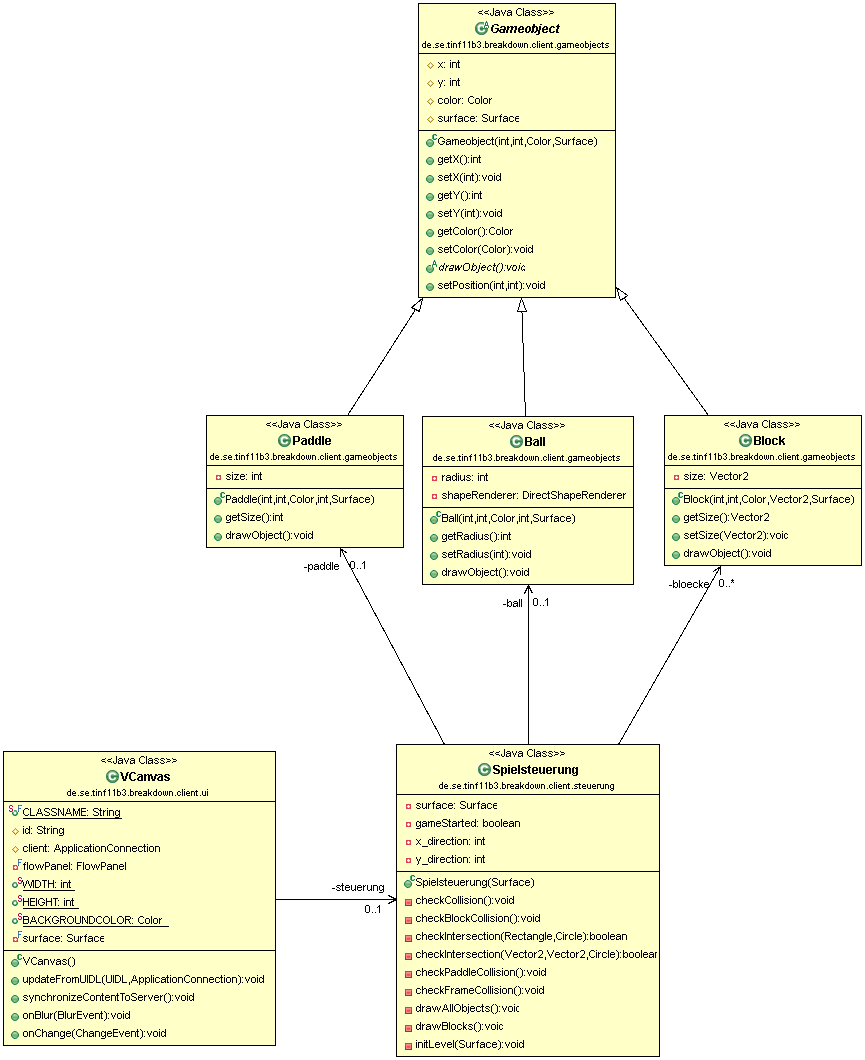 <<Java Class>>
Gameobject
de.se.tinf11b3.breakdown.client.gameobjects
x: int
y: int
color: Color
surface: Surface
Gameobject(int,int,Color,Surface)
getX():int
setX(int):void
getY():int
setY(int):void
getColor():Color
setColor(Color):void
drawObject():void
setPosition(int,int):void
<<Java Class>>
Paddle
de.se.tinf11b3.breakdown.client.gameobjects
size: int
Paddle(int,int,Color,int,Surface)
getSize():int
drawObject():void
<<Java Class>>
Ball
de.se.tinf11b3.breakdown.client.gameobjects
radius: int
shapeRenderer: DirectShapeRenderer
Ball(int,int,Color,int,Surface)
getRadius():int
setRadius(int):void
drawObject():void
<<Java Class>>
Block
de.se.tinf11b3.breakdown.client.gameobjects
size: Vector2
Block(int,int,Color,Vector2,Surface)
getSize():Vector2
setSize(Vector2):void
drawObject():void
-paddle 0..1
-ball 0..1
-bloecke 0..*
<<Java Class>>
VCanvas
de.se.tinf11b3.breakdown.client.ui
CLASSNAME: String
id: String
client: ApplicationConnection
flowPanel: FlowPanel
WIDTH: int
HEIGHT: int
BACKGROUNDCOLOR: Color
surface: Surface
VCanvas()
updateFromUIDL(UIDL,ApplicationConnection):void
synchronizeContentToServer():void
onBlur(BlurEvent):void
onChange(ChangeEvent):void
-steuerung
0..1
<<Java Class>>
Spielsteuerung
de.se.tinf11b3.breakdown.client.steuerung
surface: Surface
gameStarted: boolean
x_direction: int
y_direction: int
Spielsteuerung(Surface)
checkCollision():void
checkBlockCollision():void
checkIntersection(Rectangle,Circle):boolean
checkIntersection(Vector2,Vector2,Circle):boolean
checkPaddleCollision():void
checkFrameCollision():void
drawAllObjects():void
drawBlocks():void
initLevel(Surface):void